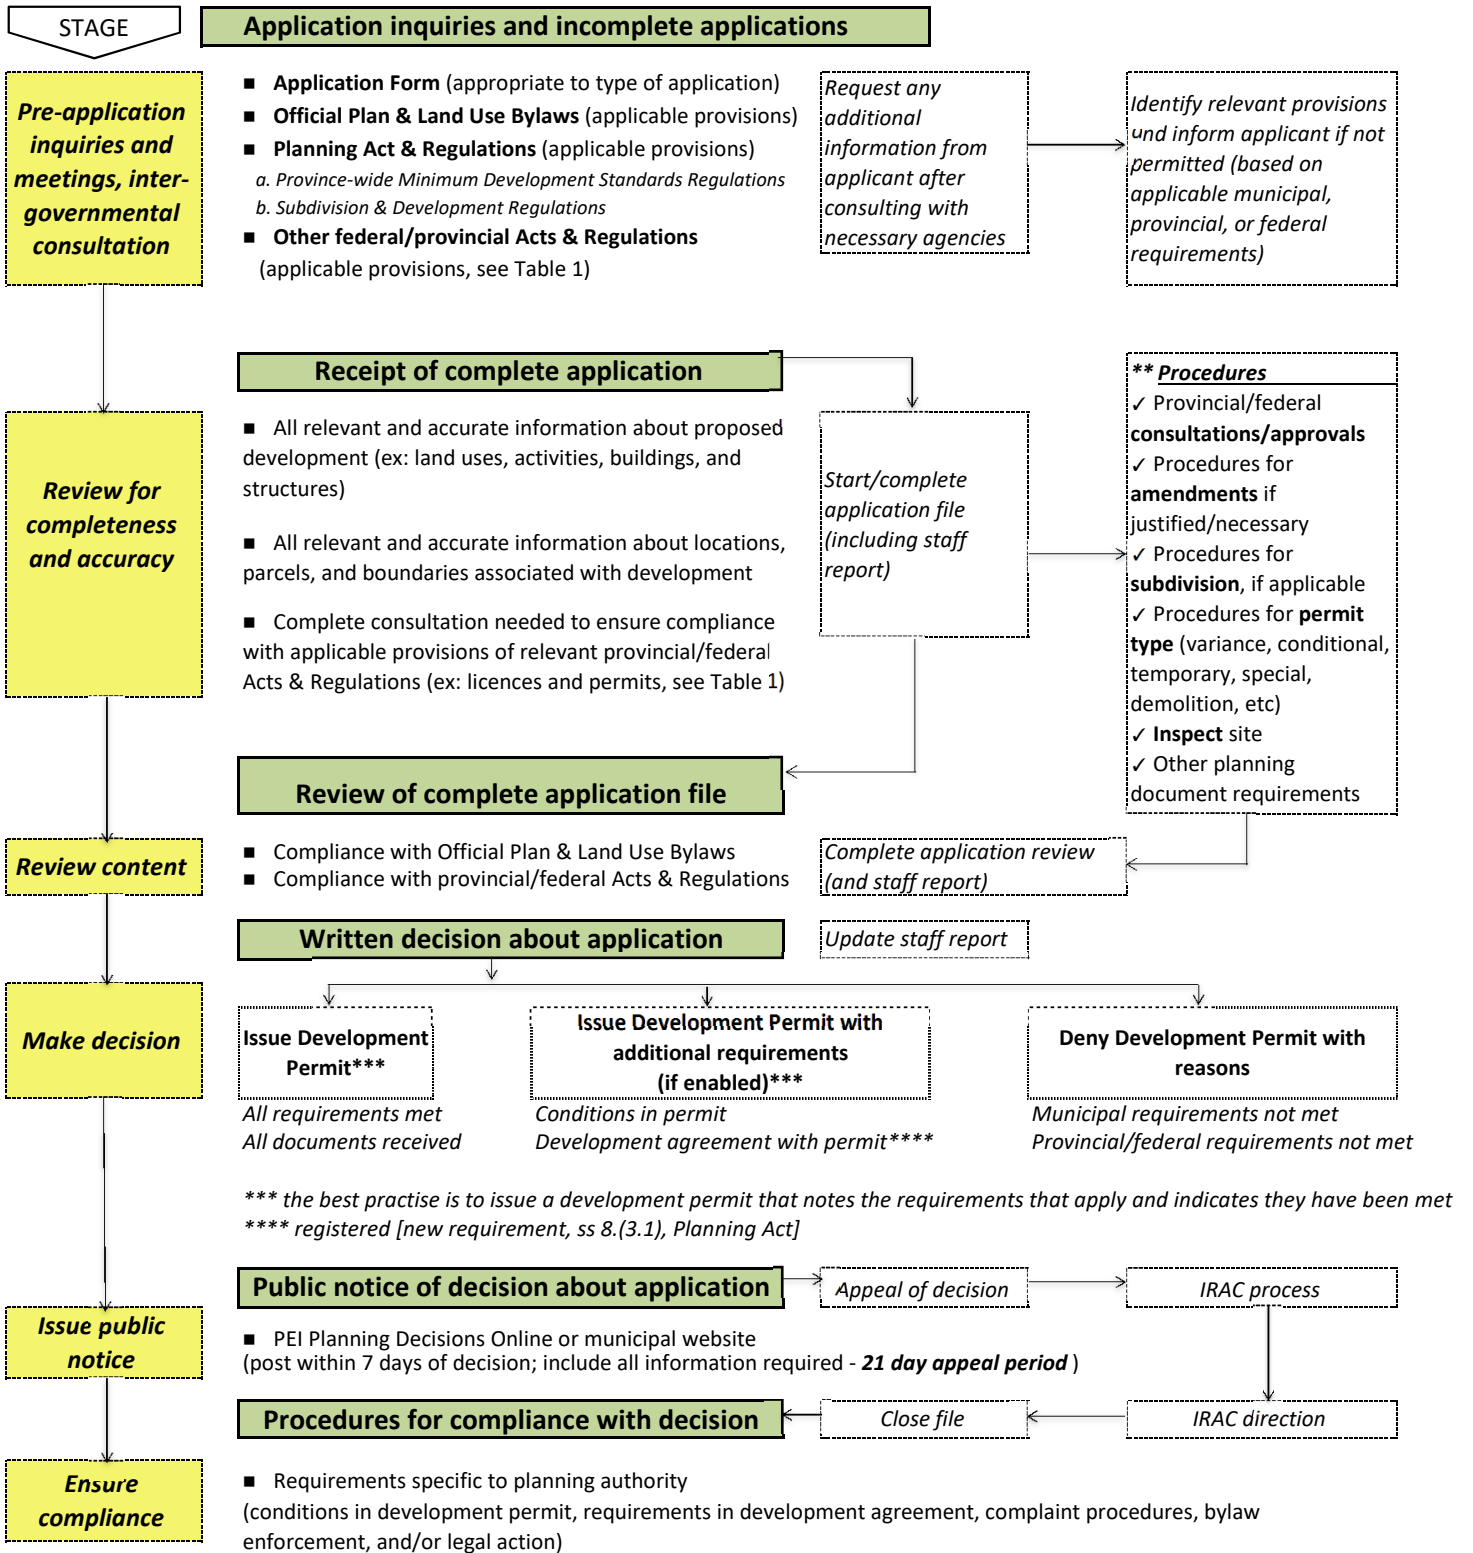 STAGE
Application inquiries and incomplete applications
Pre-application
inquiries and
meetings, inter-
governmental
consultation
■ Application Form (appropriate to type of application)
■ Official Plan & Land Use Bylaws (applicable provisions)
■ Planning Act & Regulations (applicable provisions)
a. Province-wide Minimum Development Standards Regulations
b. Subdivision & Development Regulations
■ Other federal/provincial Acts & Regulations
(applicable provisions, see Table 1)
Request any
additional
information from
applicant after
consulting with
necessary agencies
Identify relevant provisions
and inform applicant if not
permitted (based on
applicable municipal,
provincial, or federal
requirements)
Receipt of complete application
Review for
completeness
and accuracy
■ All relevant and accurate information about proposed
development (ex: land uses, activities, buildings, and
structures)
■ All relevant and accurate information about locations,
parcels, and boundaries associated with development
■ Complete consultation needed to ensure compliance
with applicable provisions of relevant provincial/federal
Acts & Regulations (ex: licences and permits, see Table 1)
Start/complete
application file
(including staff
report)
** Procedures
✓ Provincial/federal
consultations/approvals
✓ Procedures for
amendments if
justified/necessary
✓ Procedures for
subdivision, if applicable
✓ Procedures for permit
type (variance, conditional,
temporary, special,
demolition, etc)
✓ Inspect site
✓ Other planning
document requirements
Review of complete application file
Review content
■ Compliance with Official Plan & Land Use Bylaws
■ Compliance with provincial/federal Acts & Regulations
Complete application review
(and staff report)
Written decision about application
Update staff report
Make decision
Issue Development
Permit***
All requirements met
All documents received
Issue Development Permit with
additional requirements
(if enabled)***
Conditions in permit
Development agreement with permit****
Deny Development Permit with
reasons
Municipal requirements not met
Provincial/federal requirements not met
*** the best practise is to issue a development permit that notes the requirements that apply and indicates they have been met
**** registered [new requirement, ss 8.(3.1), Planning Act]
Public notice of decision about application
Appeal of decision
IRAC process
Issue public
notice
■ PEI Planning Decisions Online or municipal website
(post within 7 days of decision; include all information required - 21 day appeal period )
Procedures for compliance with decision
Close file
IRAC direction
Ensure
compliance
■ Requirements specific to planning authority
(conditions in development permit, requirements in development agreement, complaint procedures, bylaw
enforcement, and/or legal action)